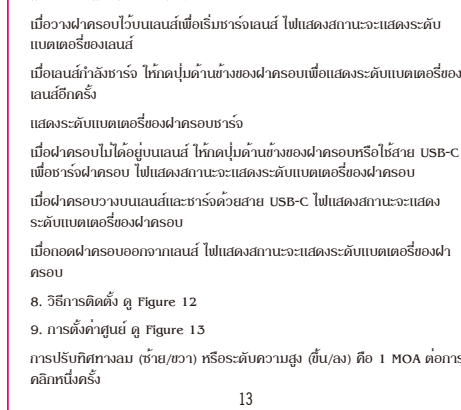 เมื่อวางฝาครอบไว้บนเลนส์เพื่อเริ่มชาร์จเลนส์ ไฟแสดงสถานะจะแสดงระดับ
แบตเตอรี่ของเลนส์
เมื่อเลนส์กำลังชาร์จ ให้กดปุ่มด้านข้างของฝาครอบเพื่อแสดงระดับแบตเตอรี่ของ
เลนส์อีกครั้ง
แสดงระดับแบตเตอรี่ของฝาครอบชาร์จ
เมื่อฝาครอบไม่ได้อยู่บนเลนส์ ให้กดปุ่มด้านข้างของฝาครอบหรือใช้สาย USB-C
เพื่อชาร์จฝาครอบ ไฟแสดงสถานะจะแสดงระดับแบตเตอรี่ของฝาครอบ
เมื่อฝาครอบวางบนเลนส์และชาร์จด้วยสาย USB-C ไฟแสดงสถานะจะแสดง
ระดับแบตเตอรี่ของฝาครอบ
เมื่อถอดฝาครอบออกจากเลนส์ ไฟแสดงสถานะจะแสดงระดับแบตเตอรี่ของฝา
ครอบ
8. วิธีการติดตั้ง ดู Figure 12
9. การตั้งค่าศูนย์ ดู Figure 13
การปรับทิศทางลม (ซ้าย/ขวา) หรือระดับความสูง (ขึ้น/ลง) คือ 1 MOA ต่อการ
คลิกหนึ่งครั้ง
13